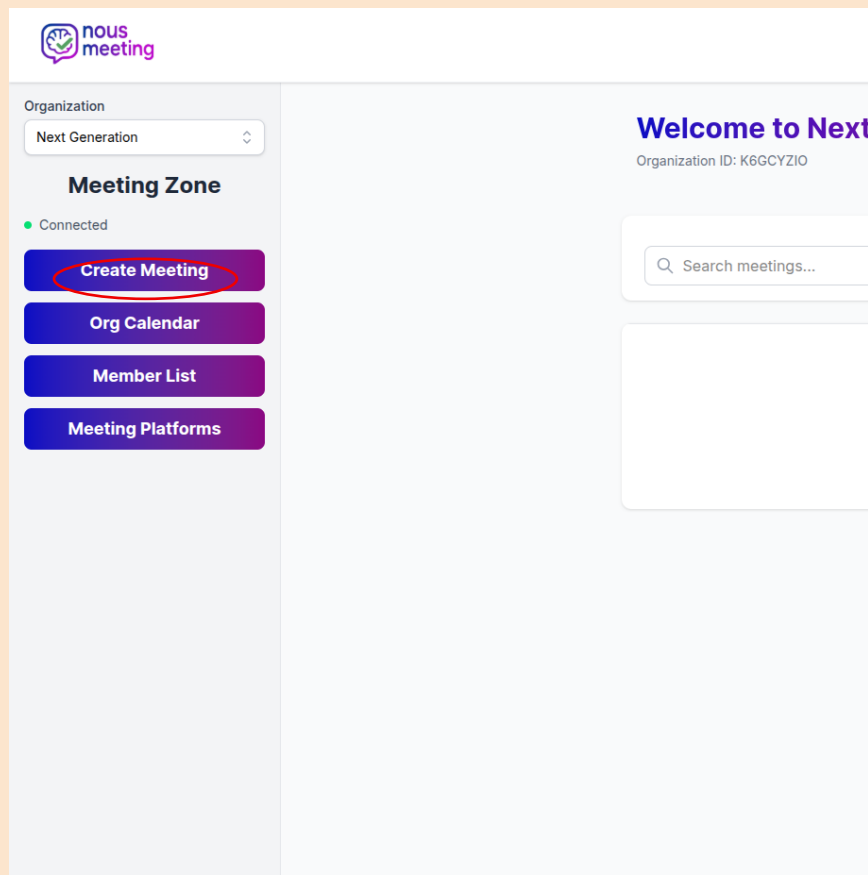 nous
meeting
Organization
Next Generation
Meeting Zone
Connected
Create Meeting
Org Calendar
Member List
Meeting Platforms
Welcome to Next
Organization ID: K6GCYZIO
Search meetings...